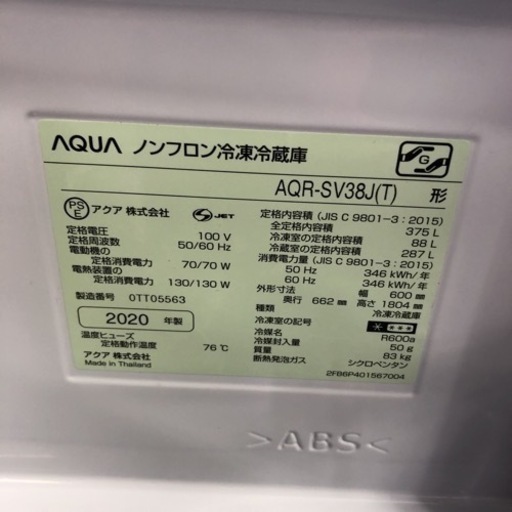 AQUA ノンフロン冷凍冷蔵庫
G
AQR-SV38J(T) 形
PS E アクア 株式会社 JET
定格電圧 100 V
定格周波数 50/60 Hz
電動機の
定格消費電力 70/70 W
電熱装置の
定格消費電力 130/130 W
製造番号 0TT05563
2020 年製
温度ヒューズ
定格動作温度 76℃
アクア 株式会社
Made in Thailand
定格内容積 (JIS C 9801-3:2015)
全定格内容積 375 L
冷凍室の定格内容積 88 L
冷蔵室の定格内容積 287 L
消費電力量 (JIS C 9801-3:2015)
50 Hz 346 kWh/年
60 Hz 346 kWh/年
外形寸法 幅 600 ㎜
奥行 662 ㎜ 高さ 1804 ㎜
種類 冷凍冷蔵庫
冷凍室の記号
冷媒名 R600a
冷媒封入量 50 g
質量 83 kg
断熱発泡ガス シクロペンタン
2FB6P401567004
>ABS<